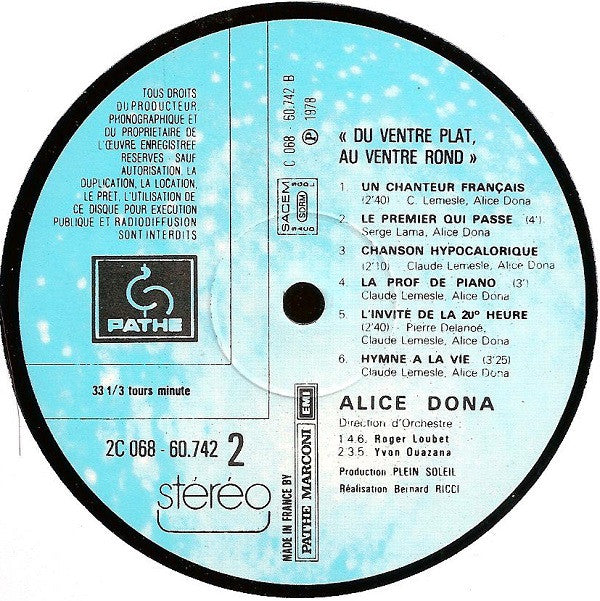 TOUS DROITS
DU PRODUCTEUR
PHONOGRAPHIQUE ET
DU PROPRIETAIRE DE
L'ŒUVRE ENREGISTREE
RESERVES - SAUF
AUTORISATION, LA
DUPLICATION, LA LOCATION,
LE PRET, L'UTILISATION DE
CE DISQUE POUR EXECUTION
PUBLIQUE ET RADIODIFFUSION
SONT INTERDITS
PATHE
33 1/3 tours minute
2C 068 - 60.742 2
stéréo
C 068 - 60.742 B
Ⓟ 1978
SACEM
SDRM
« DU VENTRE PLAT,
AU VENTRE ROND »
1. UN CHANTEUR FRANÇAIS
(2'40) - C. Lemesle, Alice Dona
2. LE PREMIER QUI PASSE (4')
Serge Lama, Alice Dona
3 CHANSON HYPOCALORIQUE
(2'10) Claude Lemesle, Alice Dona
4. LA PROF DE PIANO (3')
Claude Lemesle, Alice Dona
5. L'INVITÉ DE LA 20e HEURE
(2'40) - Pierre Delanoé,
Claude Lemesle, Alice Dona
6. HYMNE A LA VIE (3'25)
Claude Lemesle, Alice Dona
ALICE DONA
Direction d'Orchestre :
1.4.6. Roger Loubet
2.3.5. Yvon Ouazana
Production PLEIN SOLEIL
Réalisation Bernard RICCI
MADE IN FRANCE BY
PATHE MARCONI EMI